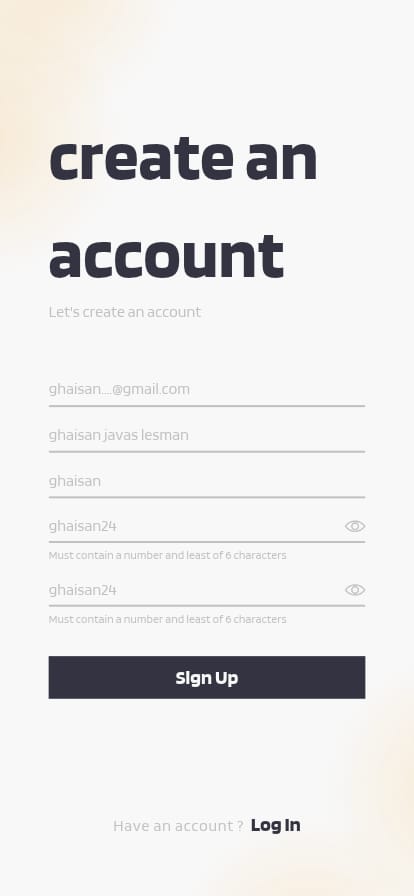 create an
account
Let's create an account
ghaisan....@gmail.com
ghaisan javas lesman
ghaisan
ghaisan24
Must contain a number and least of 6 characters
ghaisan24
Must contain a number and least of 6 characters
Sign Up
Have an account ? Log In